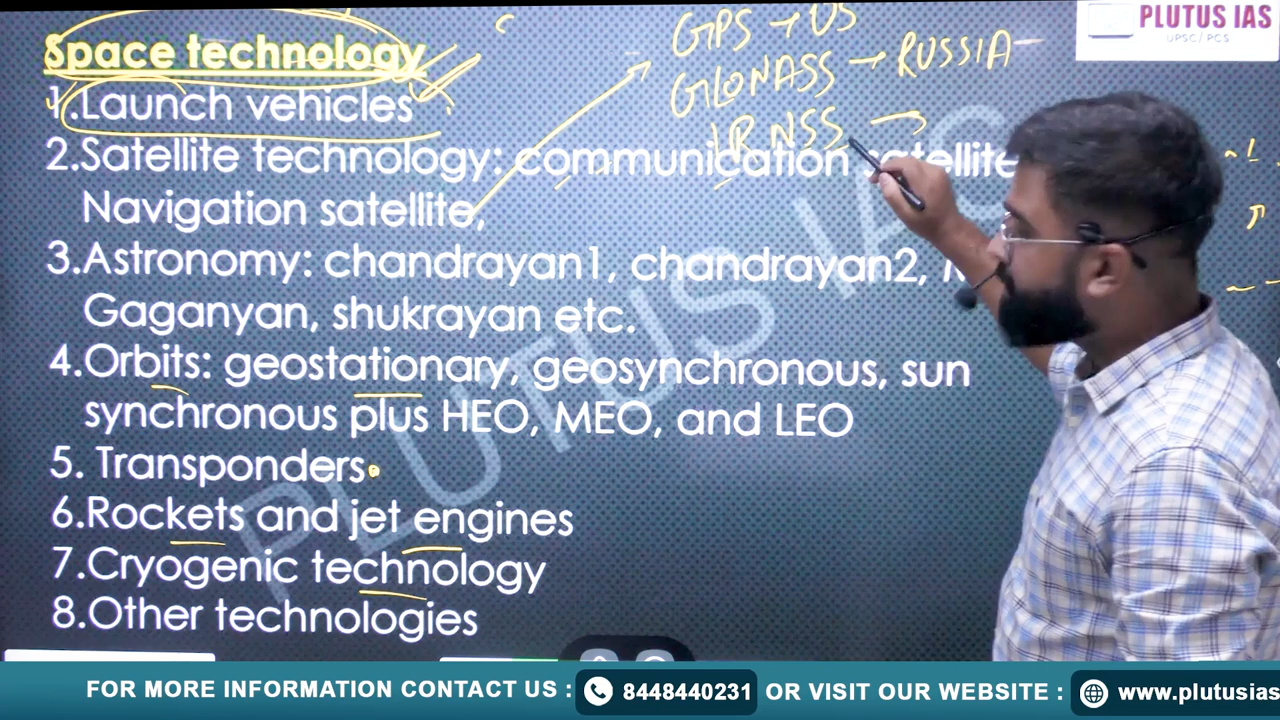 GPS → US
PLUTUS IAS
UPSC/PCS
Space technology
GLONASS → RUSSIA
1.Launch vehicles
IRNSS →
2.Satellite technology: communication satellite
Navigation satellite,
3.Astronomy: chandrayan1, chandrayan2,
Gaganyan, shukrayan etc.
4.Orbits: geostationary, geosynchronous, sun
synchronous plus HEO, MEO, and LEO
5. Transponders
6.Rockets and jet engines
7.Cryogenic technology
8.Other technologies
PLUTUS IAS
FOR MORE INFORMATION CONTACT US : 8448440231 OR VISIT OUR WEBSITE : www.plutusias